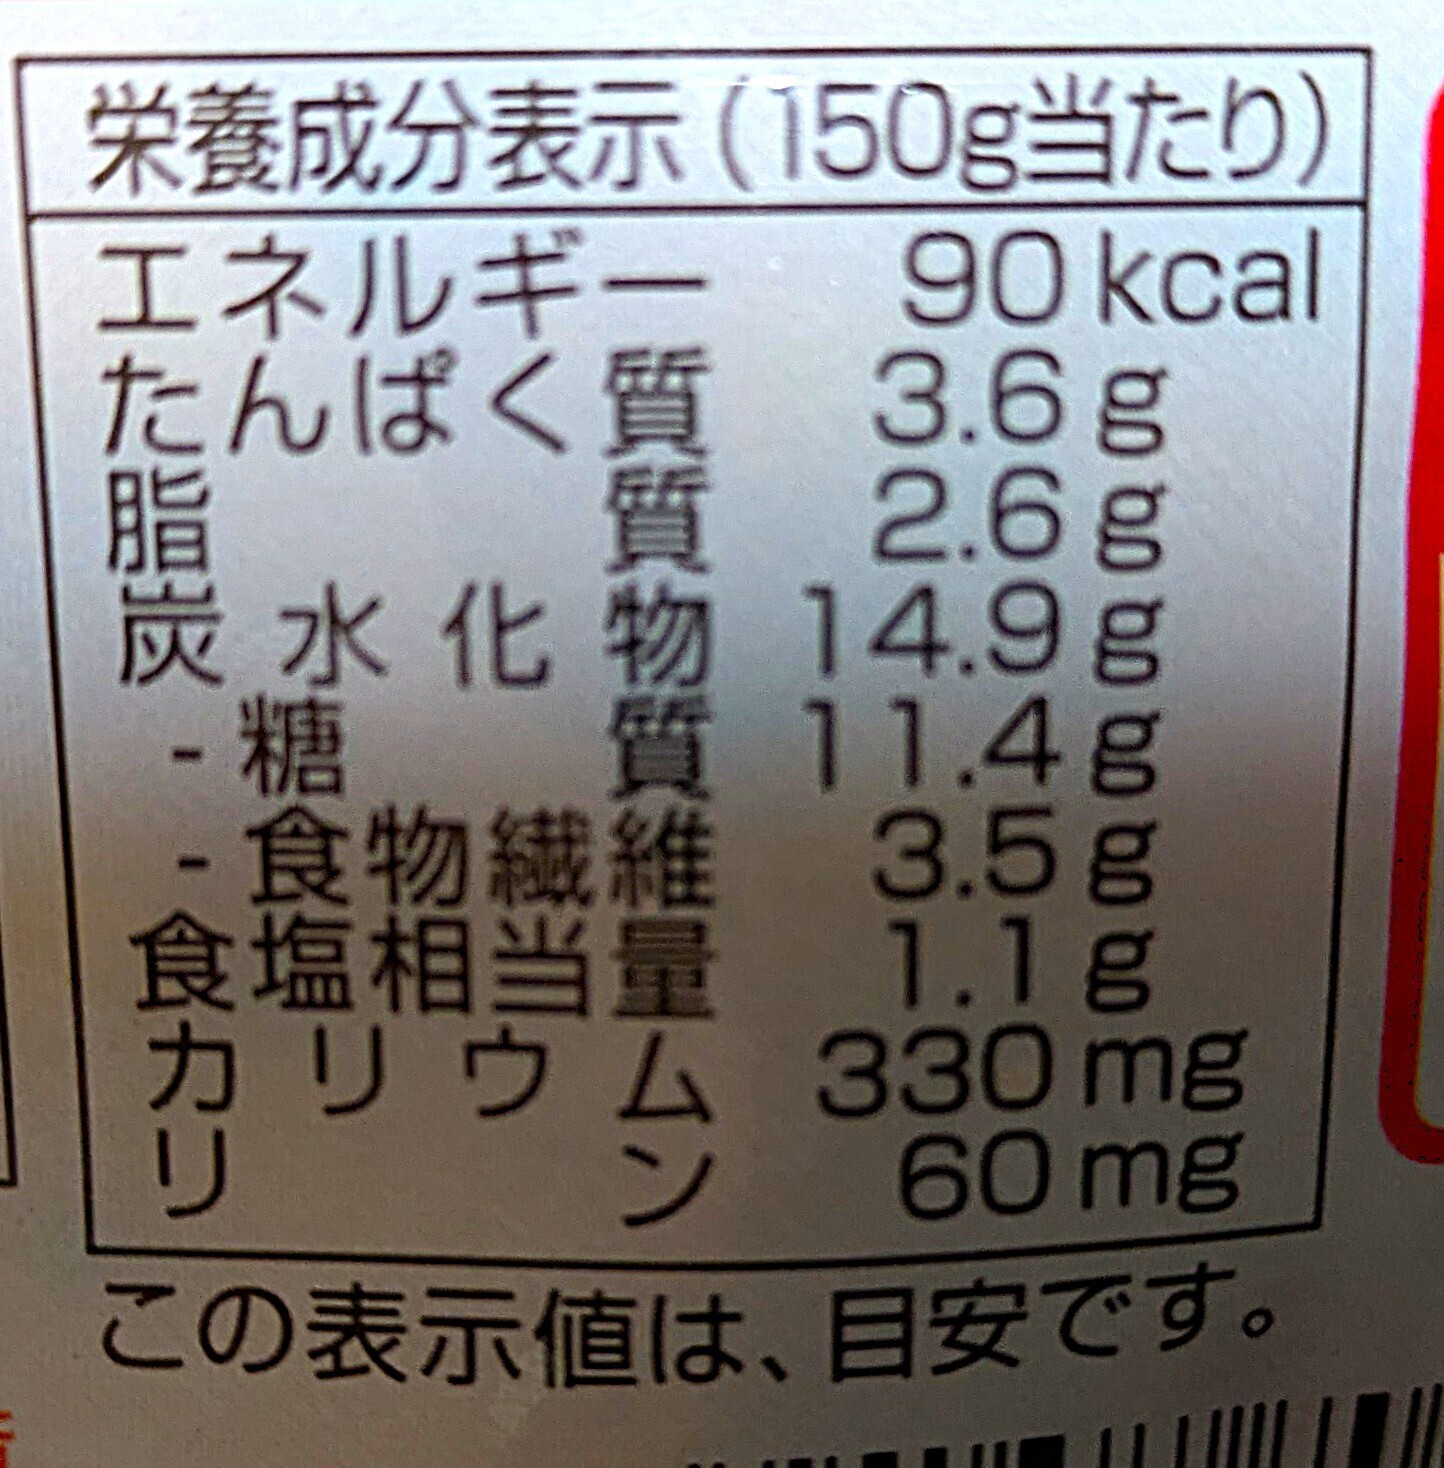 栄養成分表示(150g当たり)
エネルギー 90kcal
たんぱく質 3.6g
脂質 2.6g
炭水化物 14.9g
-糖質 11.4g
-食物繊維 3.5g
食塩相当量 1.1g
カリウム 330mg
リン 60mg
この表示値は、目安です。